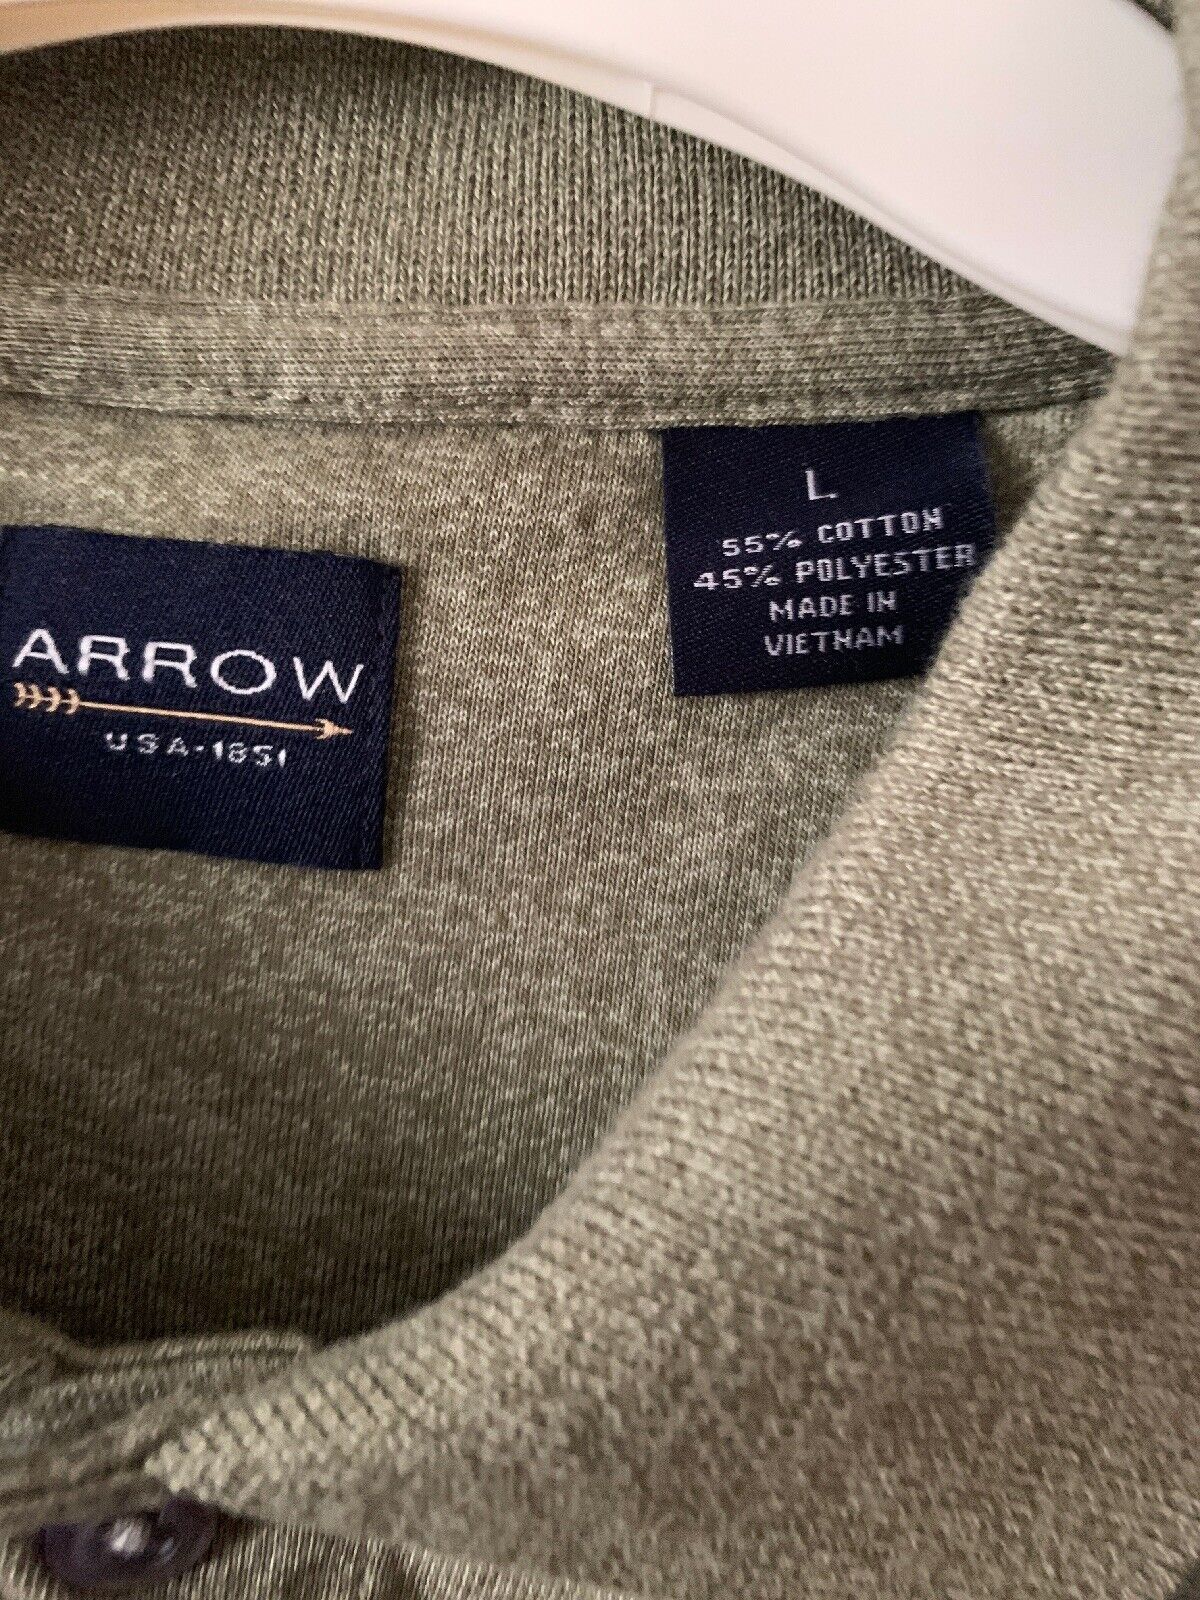 ARROW
USA-1851
L
55% COTTON
45% POLYESTER
MADE IN
VIETNAM